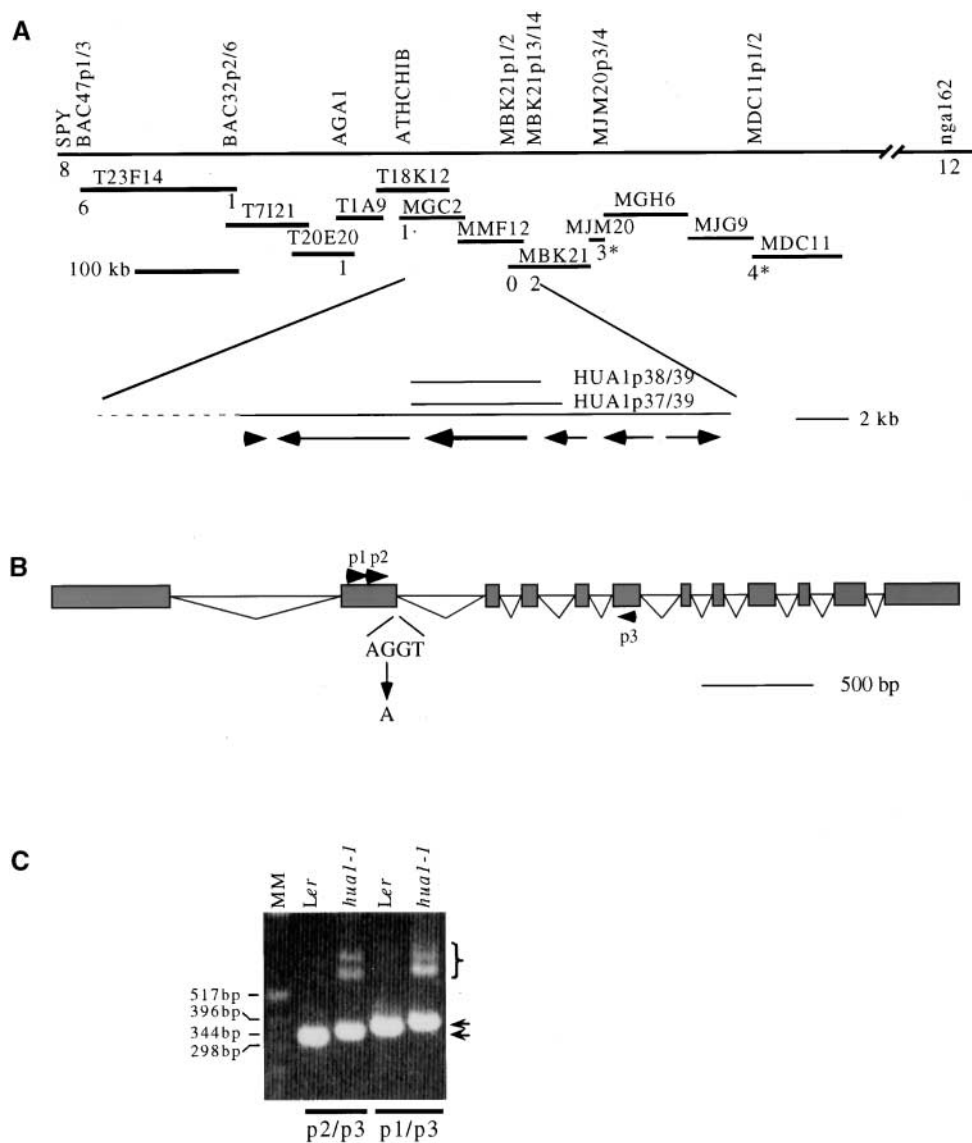 A
SPY
BAC47p1/3
BAC32p2/6
AGA1
ATHCHIB
MBK21p1/2
MBK21p13/14
MJM20p3/4
MDC11p1/2
nga162
8
12
T23F14
T18K12
6
1
T7I21
T1A9
MGC2
MGH6
T20E20
1
MMF12
MJM20
MJG9
100 kb
1
MBK21
3*
MDC11
0 2
4*
HUA1p38/39
HUA1p37/39
2 kb
B
p1 p2
p3
AGGT
A
500 bp
C
MM
Ler
hua1-1
Ler
hua1-1
517bp
396bp
344bp
298bp
p2/p3 p1/p3